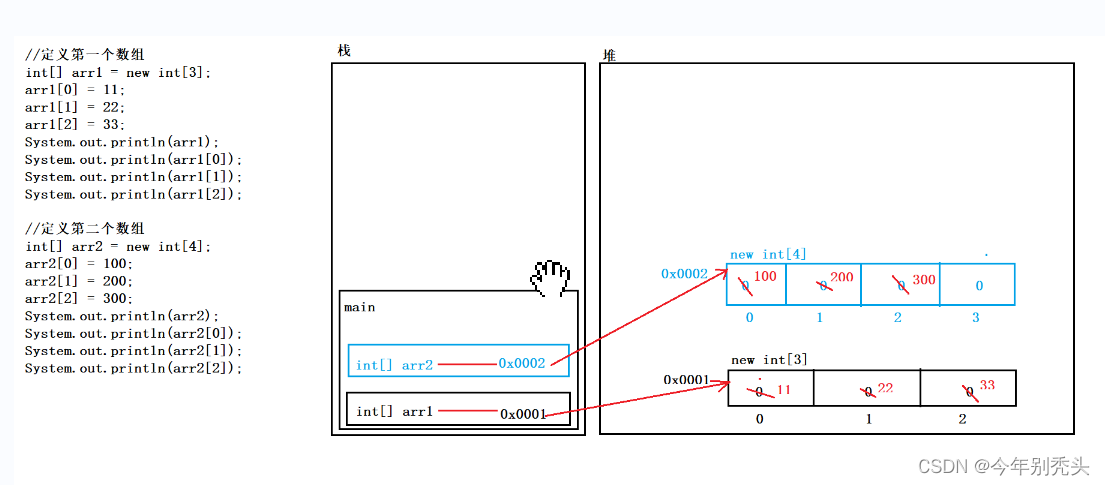 //定义第一个数组
int[] arr1 = new int[3];
arr1[0] = 11;
arr1[1] = 22;
arr1[2] = 33;
System.out.println(arr1);
System.out.println(arr1[0]);
System.out.println(arr1[1]);
System.out.println(arr1[2]);
//定义第二个数组
int[] arr2 = new int[4];
arr2[0] = 100;
arr2[1] = 200;
arr2[2] = 300;
System.out.println(arr2);
System.out.println(arr2[0]);
System.out.println(arr2[1]);
System.out.println(arr2[2]);
栈
main
int[] arr2 0x0002
int[] arr1 0x0001
堆
new int[4]
0x0002 0 100 0 200 0 300 0
0 1 2 3
new int[3]
0x0001 0 11 0 22 0 33
0 1 2
CSDN @今年别秃头